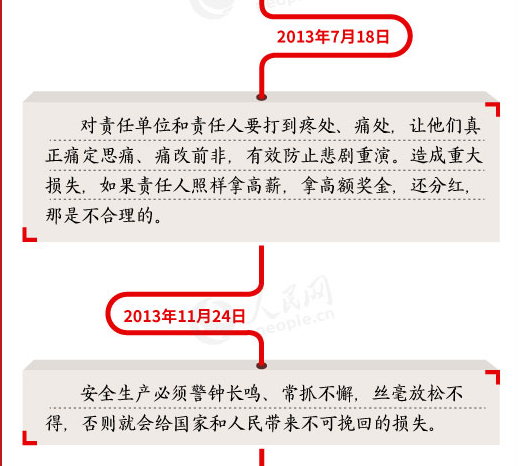 2013年7月18日
对责任单位和责任人要打到疼处、痛处，让他们真
正痛定思痛、痛改前非，有效防止悲剧重演。造成重大
损失，如果责任人照样拿高薪，拿高额奖金，还分红，
那是不合理的。
人民网
people.cn
2013年11月24日
安全生产必须警钟长鸣、常抓不懈，丝毫放松不
得，否则就会给国家和人民带来不可挽回的损失。